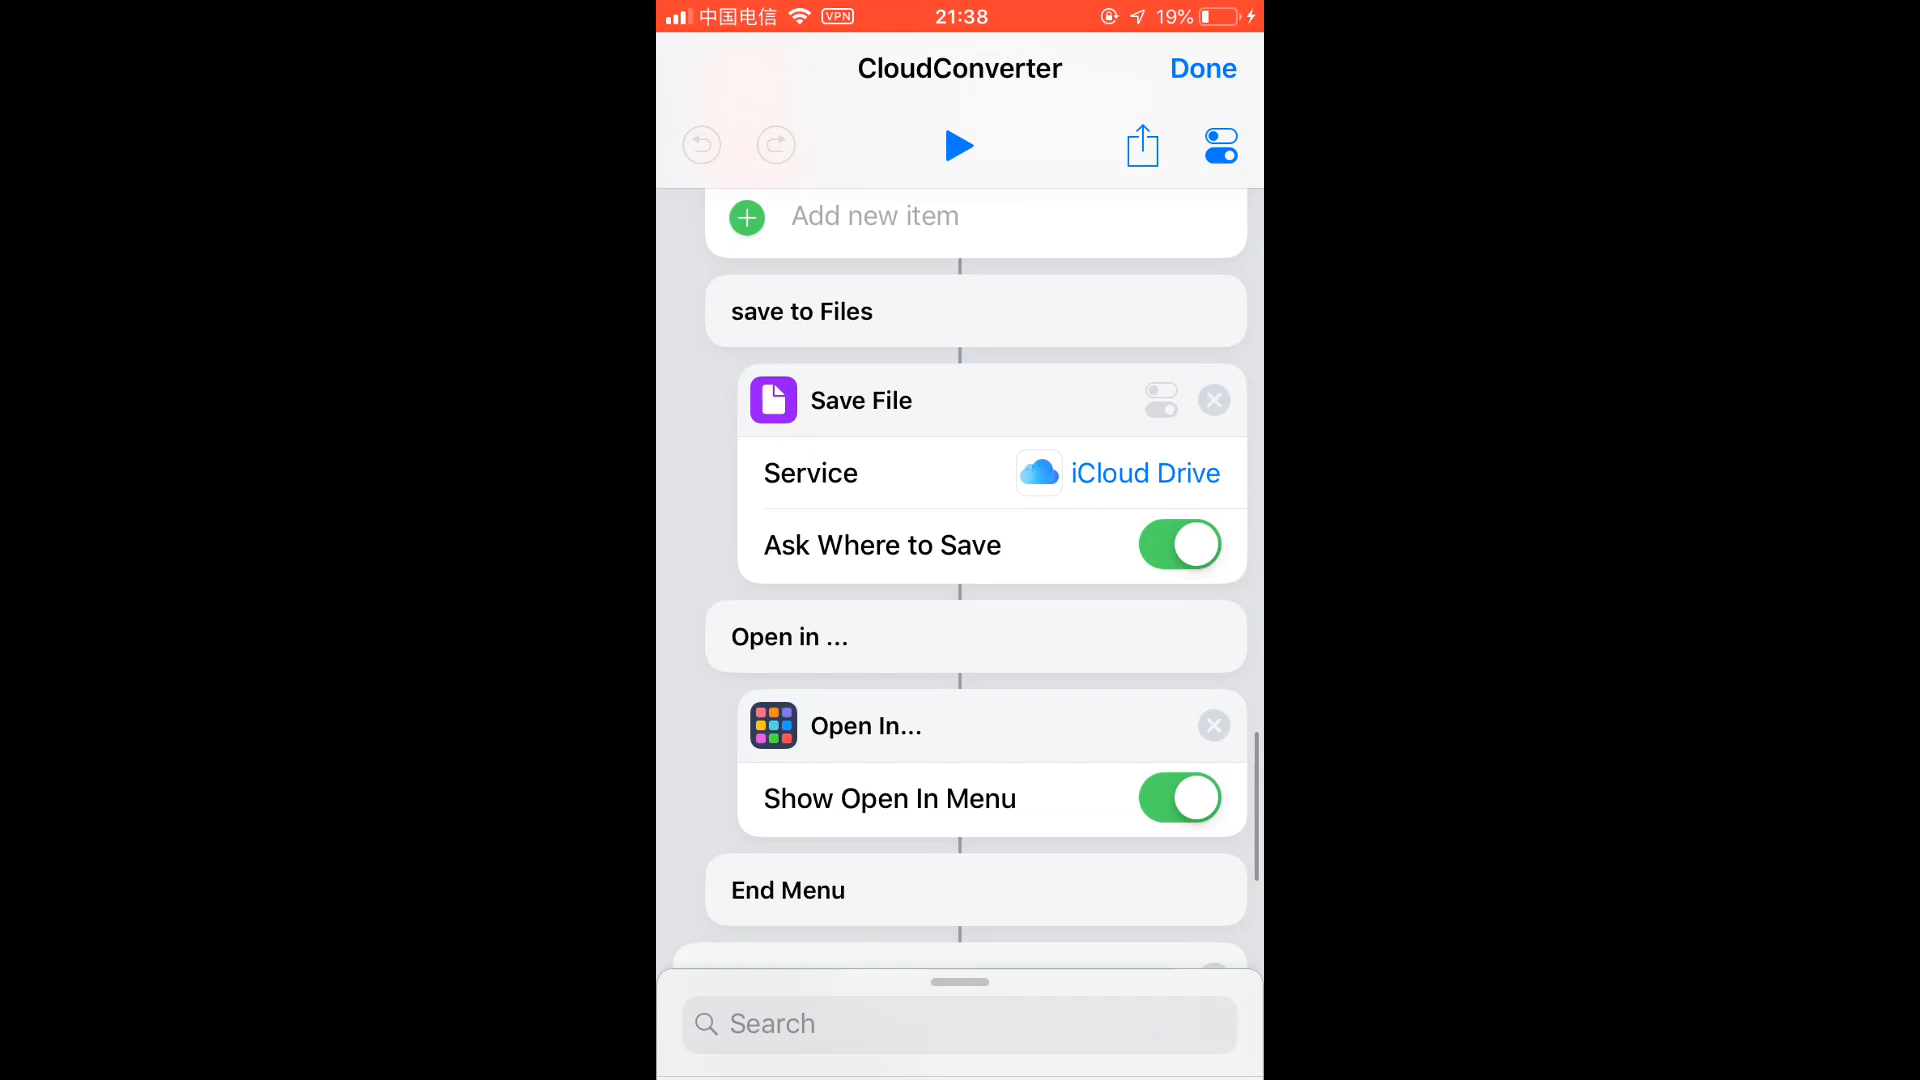 中国电信 VPN 21:38 19%
CloudConverter Done
Add new item
save to Files
Save File
Service iCloud Drive
Ask Where to Save
Open in ...
Open In...
Show Open In Menu
End Menu
Search